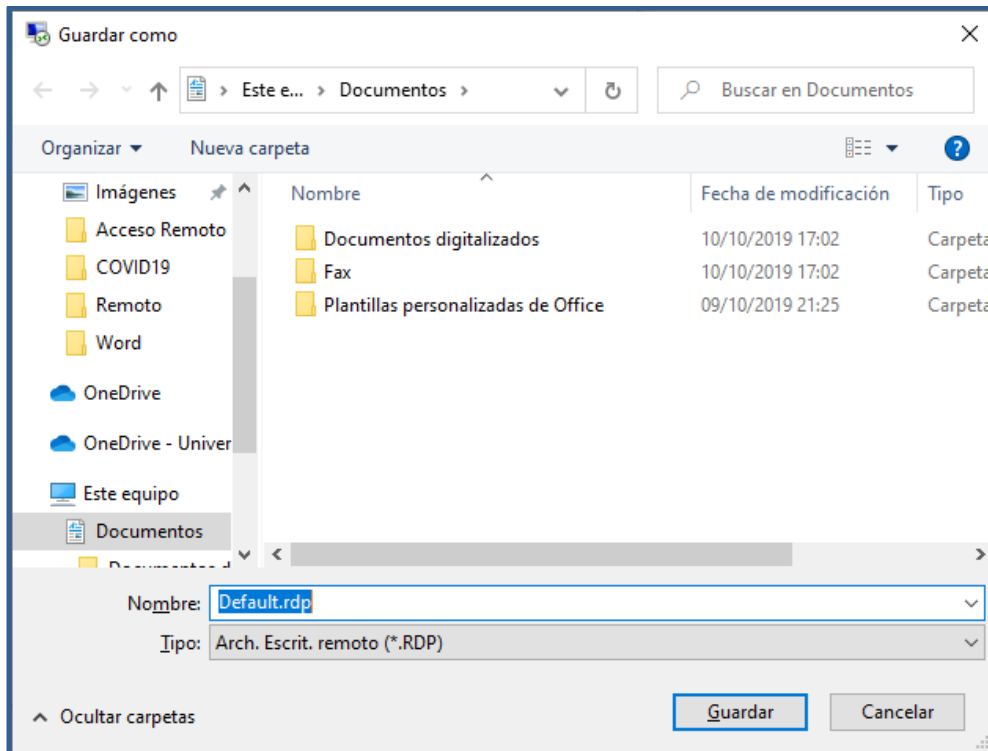 Guardar como
Este e... > Documentos >
Buscar en Documentos
Organizar
Nueva carpeta
Imágenes
Acceso Remoto
COVID19
Remoto
Word
OneDrive
OneDrive - Univer
Este equipo
Documentos
Nombre Fecha de modificación Tipo
Documentos digitalizados 10/10/2019 17:02 Carpeta
Fax 10/10/2019 17:02 Carpeta
Plantillas personalizadas de Office 09/10/2019 21:25 Carpeta
Nombre: Default.rdp
Tipo: Arch. Escrit. remoto (*.RDP)
Ocultar carpetas
Guardar
Cancelar